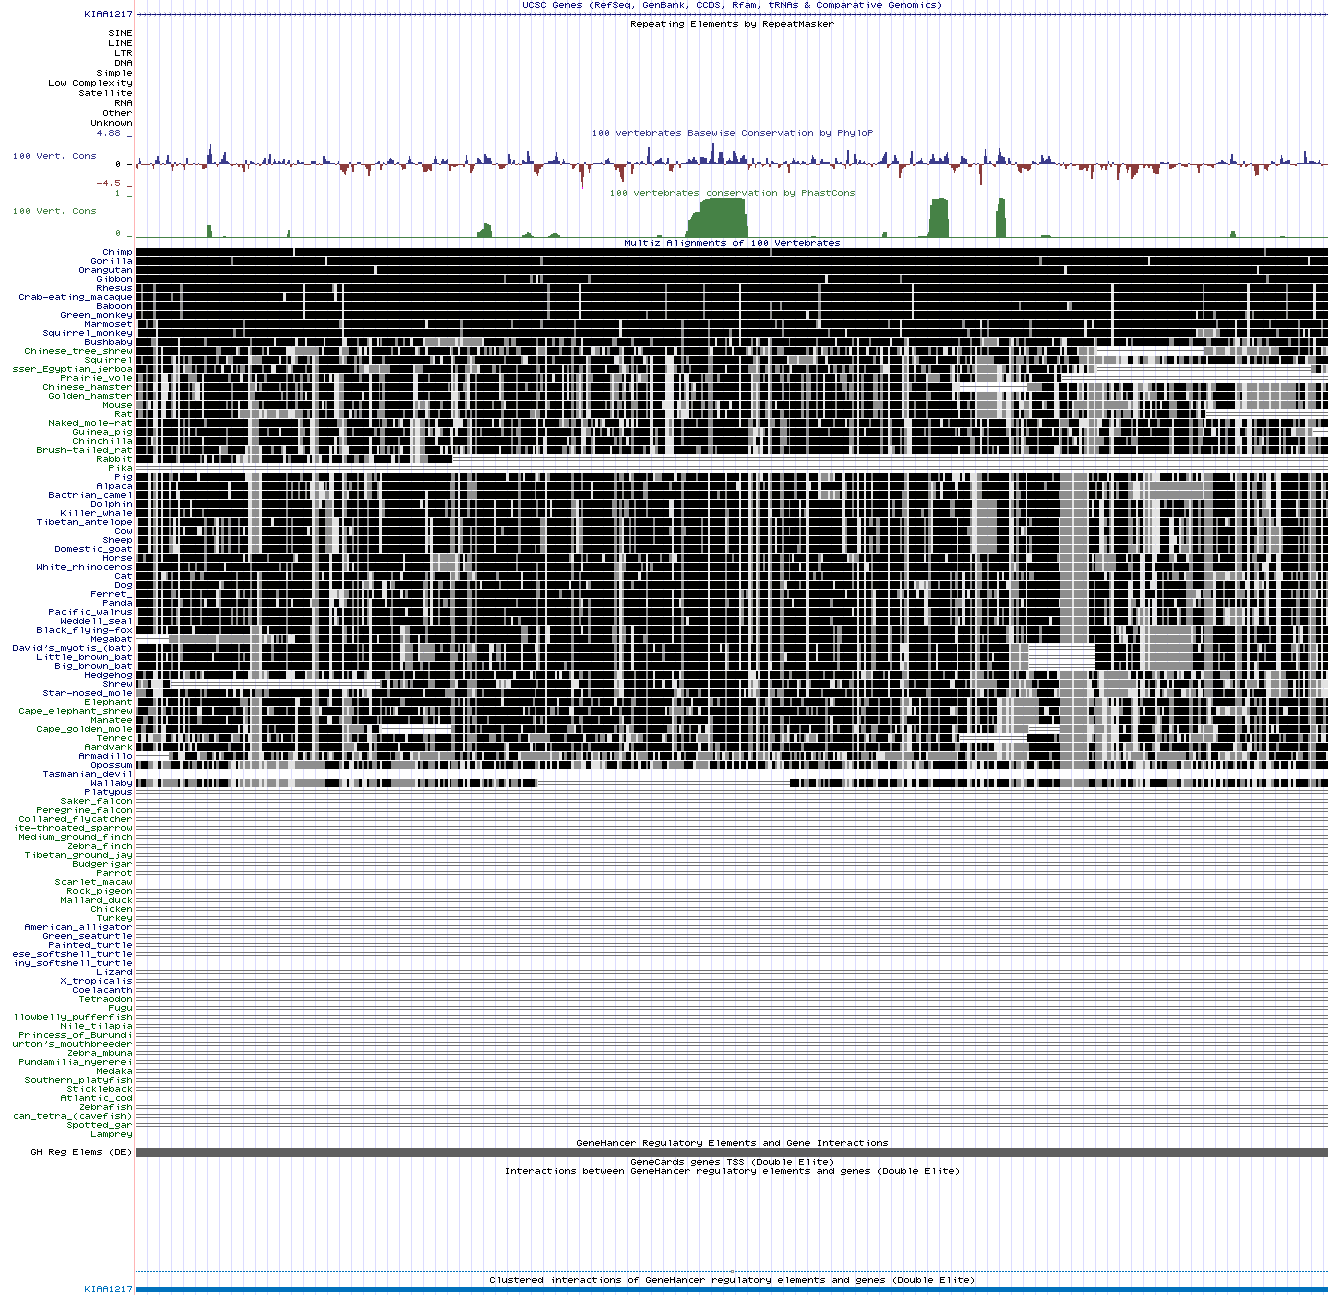 UCSC Genes (RefSeq, GenBank, CCDS, Rfam, tRNAs & Comparative Genomics)
KIAA1217
Repeating Elements by RepeatMasker
SINE
LINE
LTR
DNA
Simple
Low Complexity
Satellite
RNA
Other
Unknown
4.88 _
100 vertebrates Basewise Conservation by PhyloP
100 Vert. Cons
0 _
-4.5 _
100 vertebrates conservation by PhastCons
1 _
100 Vert. Cons
0 _
Multiz Alignments of 100 Vertebrates
Chimp
Gorilla
Orangutan
Gibbon
Rhesus
Crab-eating_macaque
Baboon
Green_monkey
Marmoset
Squirrel_monkey
Bushbaby
Chinese_tree_shrew
Squirrel
sser_Egyptian_jerboa
Prairie_vole
Chinese_hamster
Golden_hamster
Mouse
Rat
Naked_mole-rat
Guinea_pig
Chinchilla
Brush-tailed_rat
Rabbit
Pika
Pig
Alpaca
Bactrian_camel
Dolphin
Killer_whale
Tibetan_antelope
Cow
Sheep
Domestic_goat
Horse
White_rhinoceros
Cat
Dog
Ferret_
Panda
Pacific_walrus
Weddell_seal
Black_flying-fox
Megabat
David's_myotis_(bat)
Little_brown_bat
Big_brown_bat
Hedgehog
Shrew
Star-nosed_mole
Elephant
Cape_elephant_shrew
Manatee
Cape_golden_mole
Tenrec
Aardvark
Armadillo
Opossum
Tasmanian_devil
Wallaby
Platypus
Saker_falcon
Peregrine_falcon
Collared_flycatcher
ite-throated_sparrow
Medium_ground_finch
Zebra_finch
Tibetan_ground_jay
Budgerigar
Parrot
Scarlet_macaw
Rock_pigeon
Mallard_duck
Chicken
Turkey
American_alligator
Green_seaturtle
Painted_turtle
ese_softshell_turtle
iny_softshell_turtle
Lizard
X_tropicalis
Coelacanth
Tetraodon
Fugu
llowbelly_pufferfish
Nile_tilapia
Princess_of_Burundi
urton's_mouthbreeder
Zebra_mbuna
Pundamilia_nyererei
Medaka
Southern_platyfish
Stickleback
Atlantic_cod
Zebrafish
can_tetra_(cavefish)
Spotted_gar
Lamprey
GeneHancer Regulatory Elements and Gene Interactions
GH Reg Elems (DE)
GeneCards genes TSS (Double Elite)
Interactions between GeneHancer regulatory elements and genes (Double Elite)
Clustered interactions of GeneHancer regulatory elements and genes (Double Elite)
KIAA1217